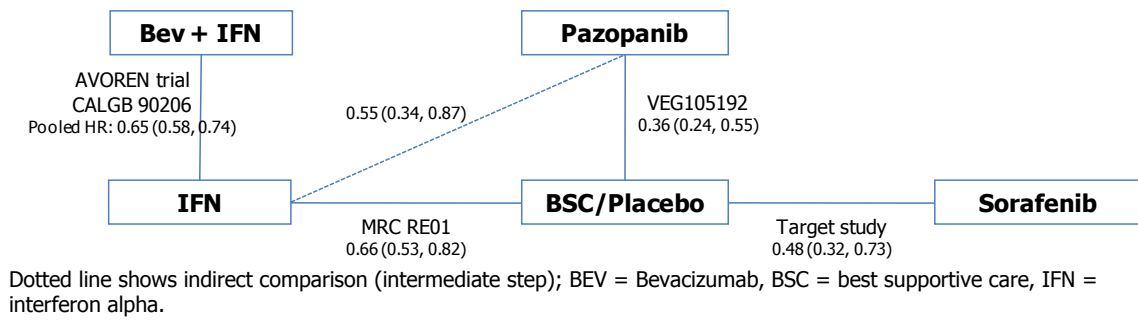 Bev + IFN
Pazopanib
AVOREN trial
CALGB 90206
Pooled HR: 0.65 (0.58, 0.74)
0.55 (0.34, 0.87)
VEG105192
0.36 (0.24, 0.55)
IFN
BSC/Placebo
Sorafenib
MRC RE01
0.66 (0.53, 0.82)
Target study
0.48 (0.32, 0.73)
Dotted line shows indirect comparison (intermediate step); BEV = Bevacizumab, BSC = best supportive care, IFN =
interferon alpha.